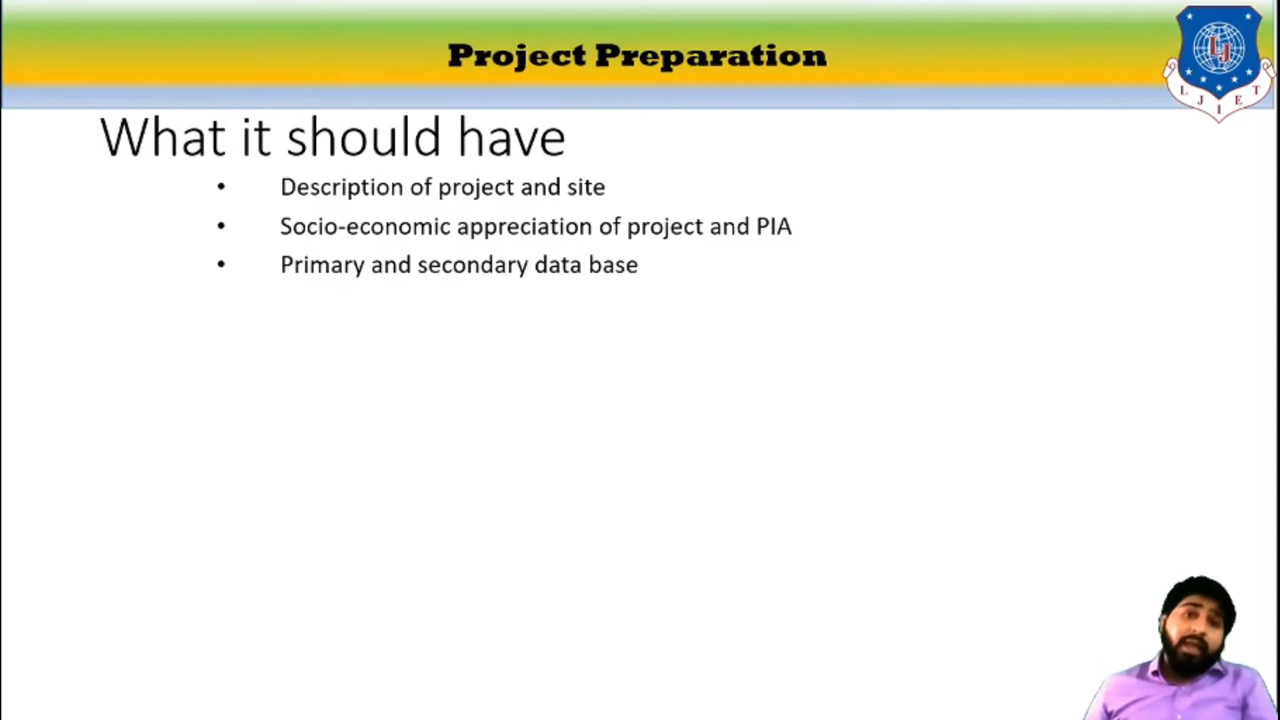 Project Preparation
LJ
L J I E T
What it should have
• Description of project and site
• Socio-economic appreciation of project and PIA
• Primary and secondary data base